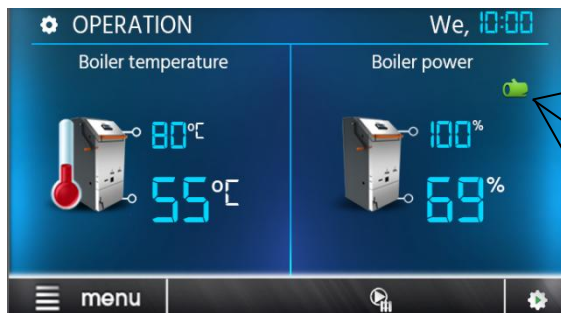 OPERATION
We, 10:00
Boiler temperature
Boiler power
80°C
100%
55°C
69%
menu